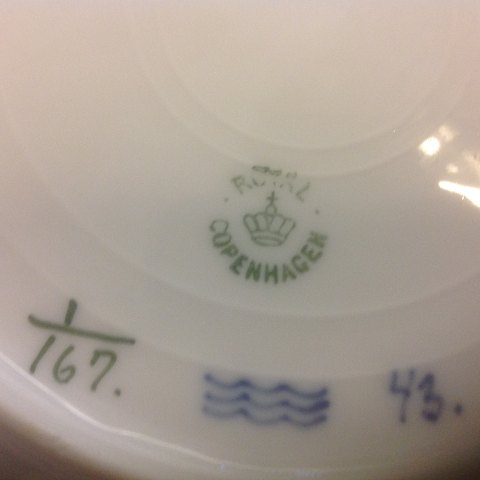 ROYAL
COPENHAGEN
1
167.
43.